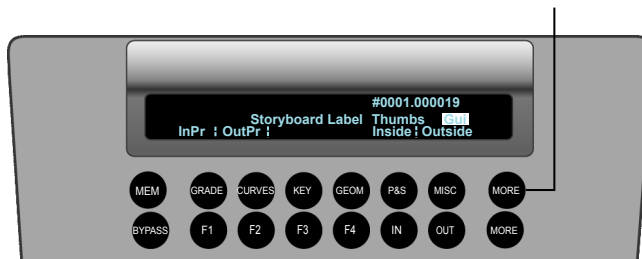 #0001.000019
Storyboard Label Thumbs Gui
InPr ¦ OutPr ¦ Inside ¦ Outside
MEM GRADE CURVES KEY GEOM P&S MISC MORE
BYPASS F1 F2 F3 F4 IN OUT MORE